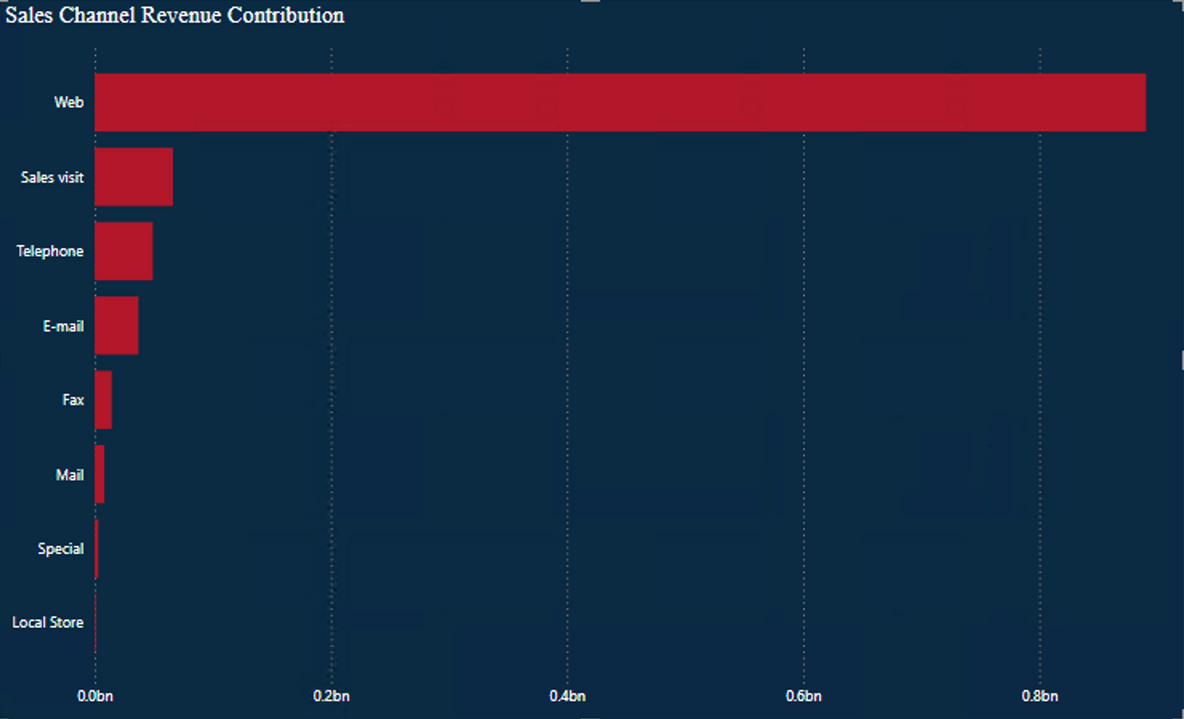 Sales Channel Revenue Contribution
Web
Sales visit
Telephone
E-mail
Fax
Mail
Special
Local Store
0.0bn 0.2bn 0.4bn 0.6bn 0.8bn